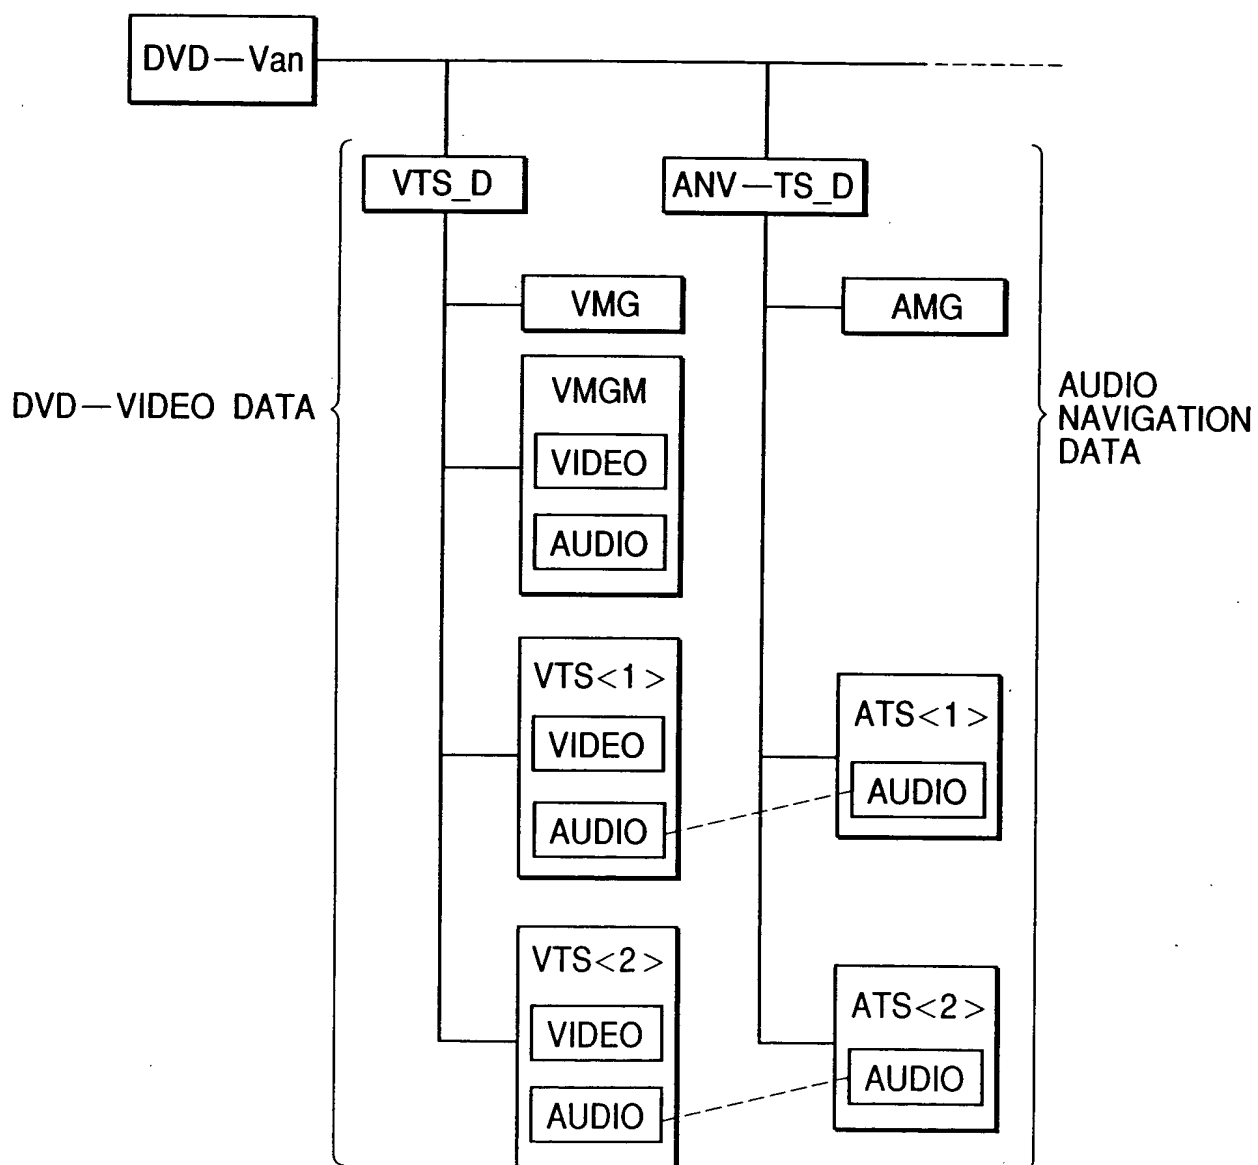 DVD—Van
VTS_D
ANV—TS_D
VMG
AMG
VMGM
VIDEO
AUDIO
DVD—VIDEO DATA
AUDIO
NAVIGATION
DATA
VTS<1>
VIDEO
AUDIO
ATS<1>
AUDIO
VTS<2>
VIDEO
AUDIO
ATS<2>
AUDIO